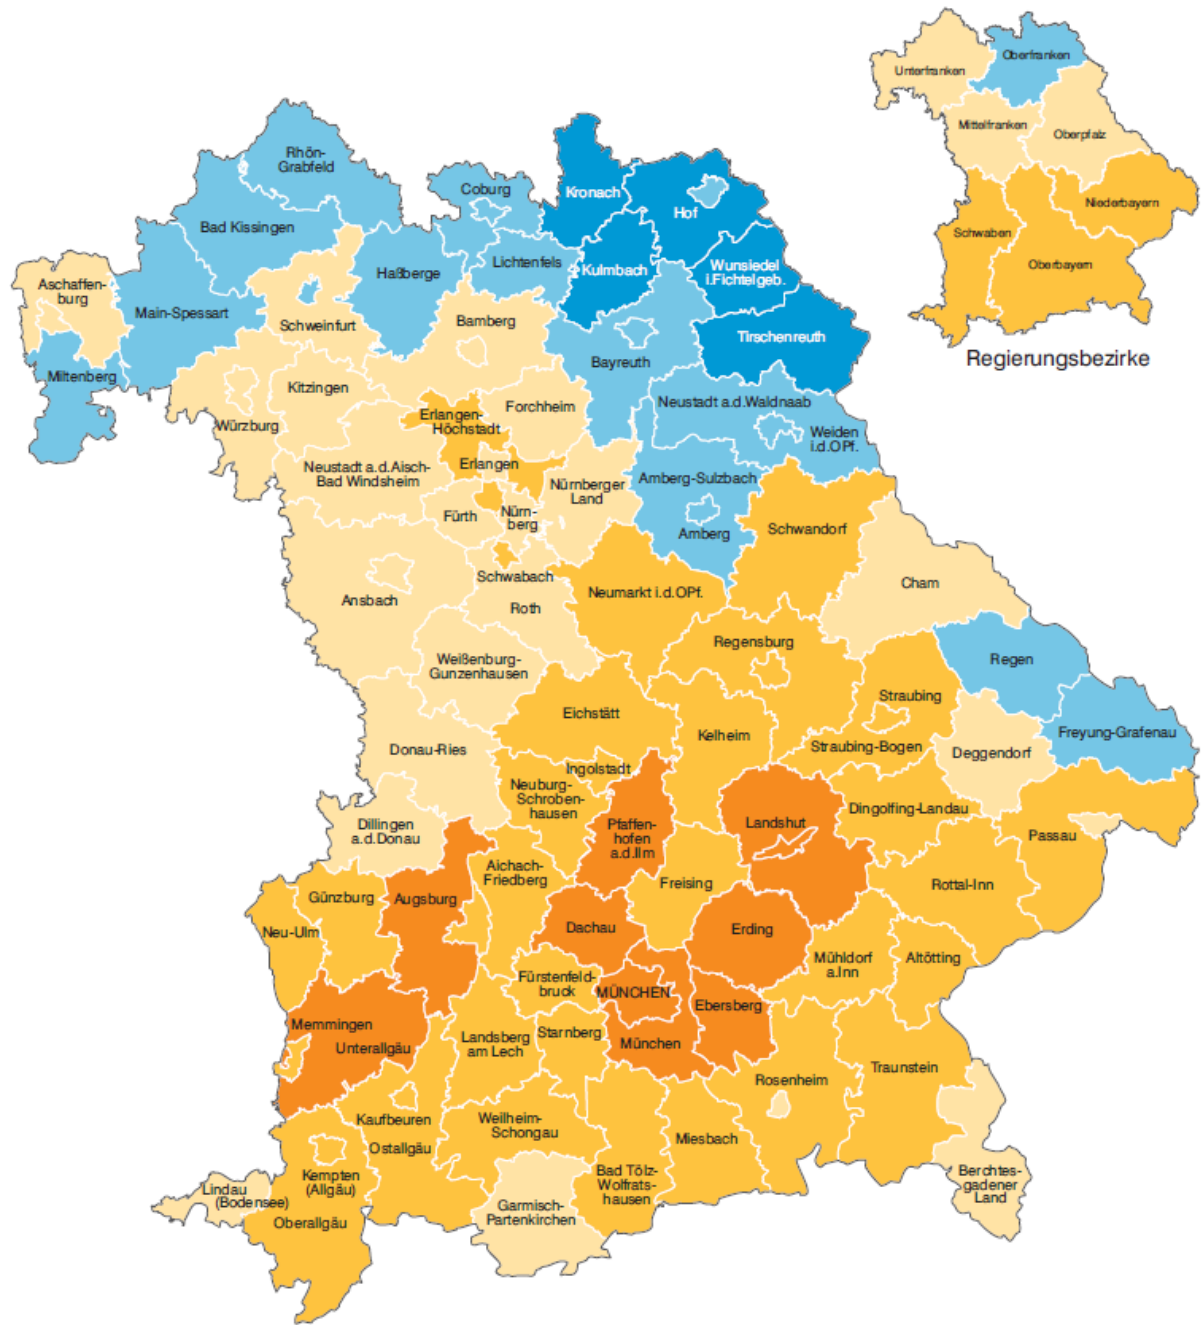 Oberfranken
Unterfranken
Mittelfranken
Oberpfalz
Niederbayern
Schwaben
Oberbayern
Regierungsbezirke
Rhön-
Grabfeld
Coburg
Kronach
Hof
Bad Kissingen
Haßberge
Lichtenfels
Kulmbach
Wunsiedel
i.Fichtelgeb.
Aschaffen-
burg
Main-Spessart
Schweinfurt
Bamberg
Tirschenreuth
Bayreuth
Miltenberg
Kitzingen
Forchheim
Neustadt a.d.Waldnaab
Erlangen-
Höchstadt
Würzburg
Weiden
i.d.OPf.
Erlangen
Neustadt a.d.Aisch-
Bad Windsheim
Nürnberger
Land
Amberg-Sulzbach
Fürth
Nürn-
berg
Amberg
Schwandorf
Schwabach
Cham
Ansbach
Roth
Neumarkt i.d.OPf.
Regensburg
Weißenburg-
Gunzenhausen
Regen
Straubing
Eichstätt
Kelheim
Freyung-Grafenau
Donau-Ries
Straubing-Bogen
Deggendorf
Ingolstadt
Neuburg-
Schroben-
hausen
Dingolfing-Landau
Dillingen
a.d.Donau
Pfaffen-
hofen
a.d.Ilm
Landshut
Passau
Aichach-
Friedberg
Freising
Rottal-Inn
Günzburg
Augsburg
Neu-Ulm
Dachau
Erding
Mühldorf
a.Inn
Altötting
Fürstenfeld-
bruck
MÜNCHEN
Ebersberg
Memmingen
Unterallgäu
Landsberg
am Lech
Starnberg
München
Traunstein
Rosenheim
Kaufbeuren
Ostallgäu
Weilheim-
Schongau
Miesbach
Kempten
(Allgäu)
Lindau
(Bodensee)
Oberallgäu
Garmisch-
Partenkirchen
Bad Tölz-
Wolfrats-
hausen
Berchtes-
gadener
Land